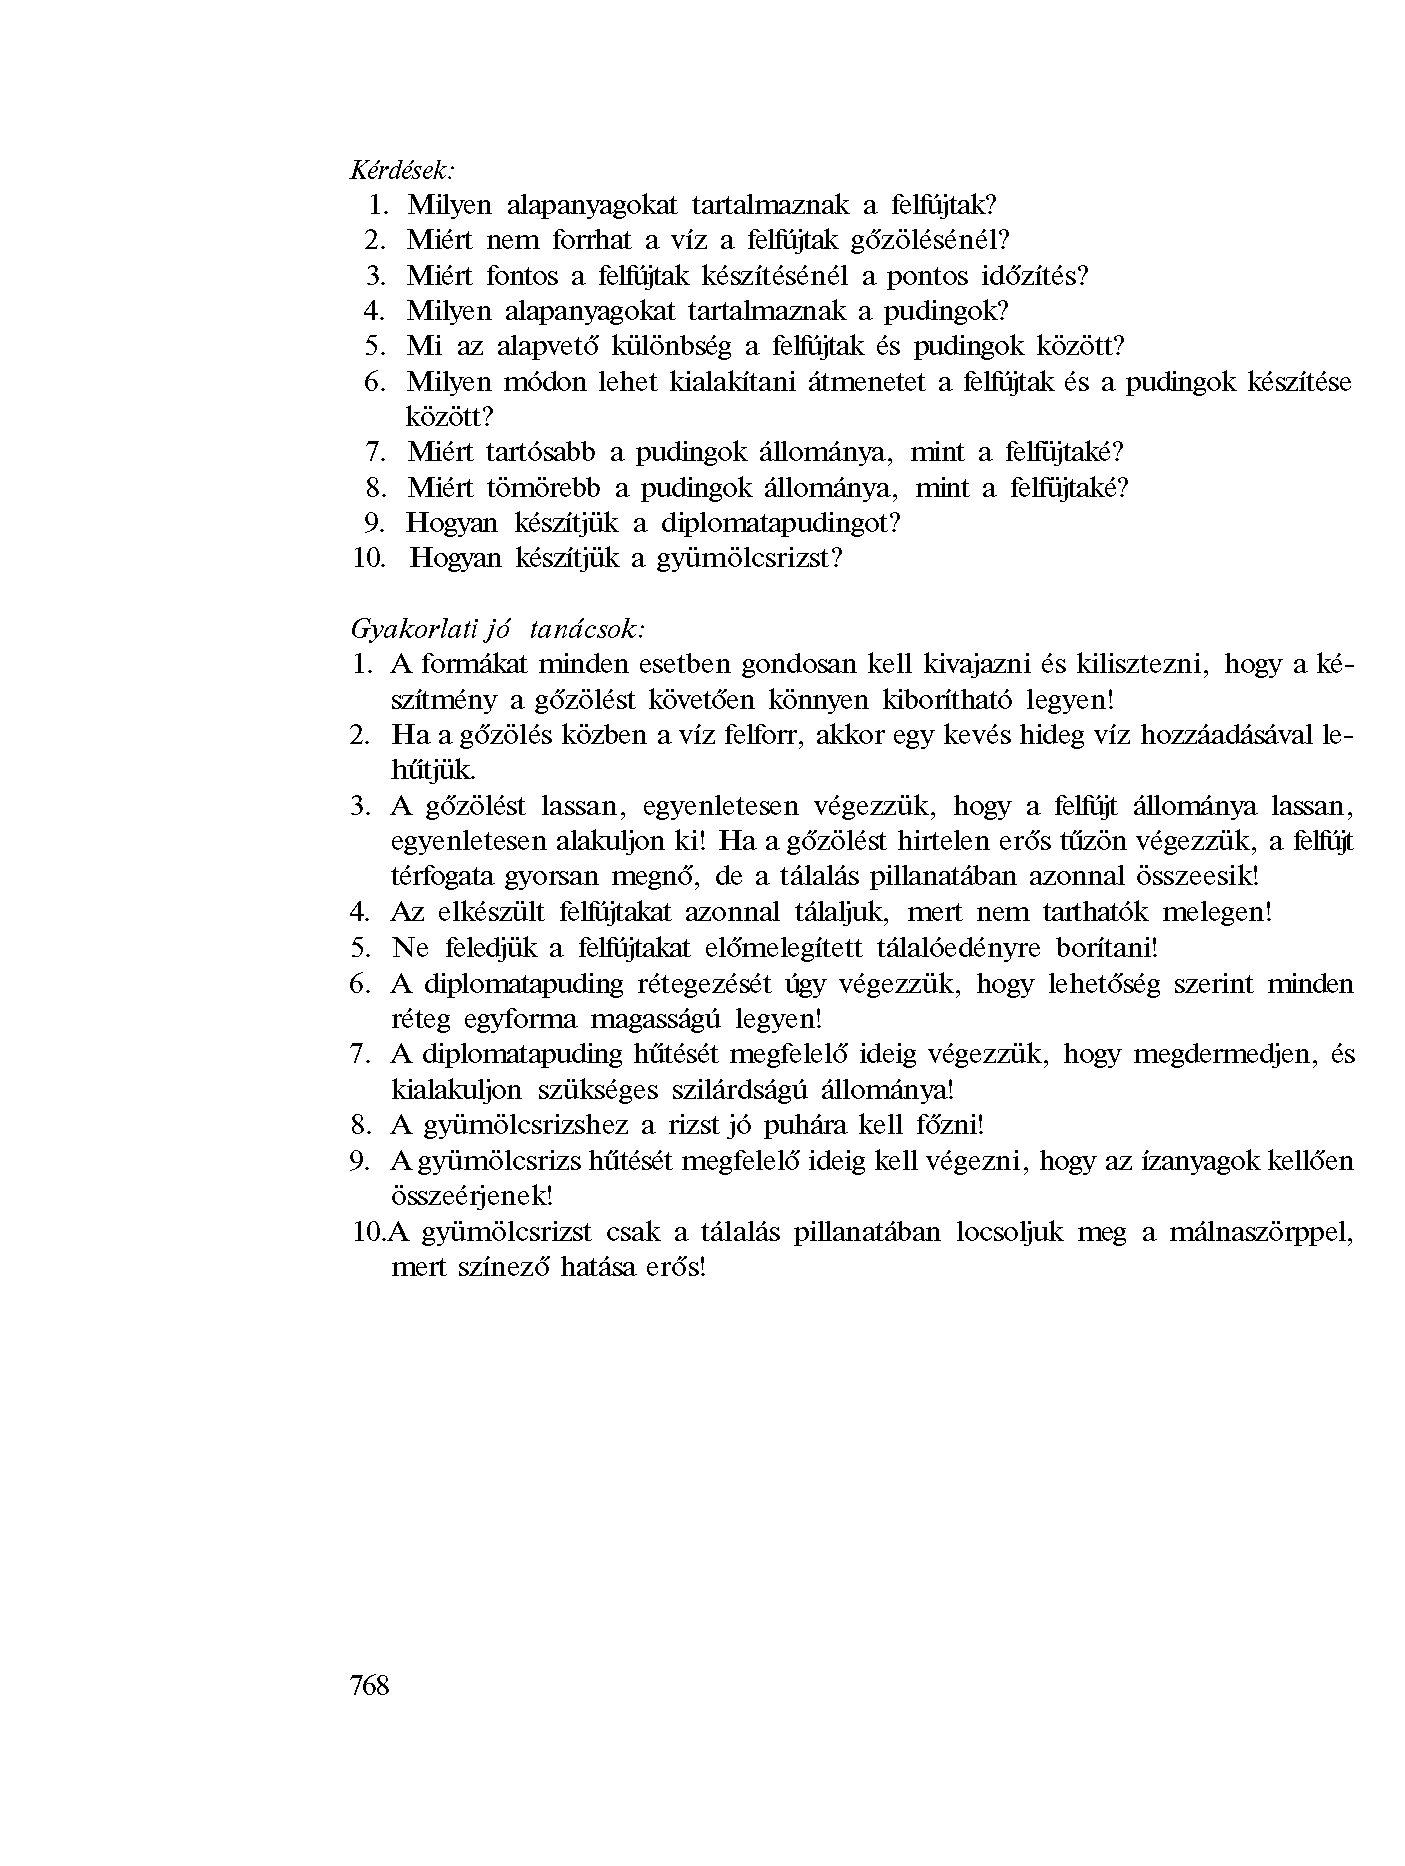 Kérdések:
1. Milyen alapanyagokat tartalmaznak a felfújtak?
2. Miért nem forrhat a víz a felfújtak gőzölésénél?
3. Miért fontos a felfújtak készítésénél a pontos időzítés?
4. Milyen alapanyagokat tartalmaznak a pudingok?
5. Mi az alapvető különbség a felfújtak és pudingok között?
6. Milyen módon lehet kialakítani átmenetet a felfújtak és a pudingok készítése
között?
7. Miért tartósabb a pudingok állománya, mint a felfüjtaké?
8. Miért tömörebb a pudingok állománya, mint a felfüjtaké?
9. Hogyan készítjük a diplomatapudingot?
10. Hogyan készítjük a gyümölcsrizst?
Gyakorlati jó tanácsok:
1. A formákat minden esetben gondosan kell kivajazni és kilisztezni, hogy a ké-
szítmény a gőzölést követően könnyen kiborítható legyen!
2. Ha a gőzölés közben a víz felforr, akkor egy kevés hideg víz hozzáadásával le-
hűtjük.
3. A gőzölést lassan, egyenletesen végezzük, hogy a felfújt állománya lassan,
egyenletesen alakuljon ki! Ha a gőzölést hirtelen erős tűzön végezzük, a felfújt
térfogata gyorsan megnő, de a tálalás pillanatában azonnal összeesik!
4. Az elkészült felfújtakat azonnal tálaljuk, mert nem tarthatók melegen!
5. Ne feledjük a felfújtakat előmelegített tálalóedényre borítani!
6. A diplomatapuding rétegezését úgy végezzük, hogy lehetőség szerint minden
réteg egyforma magasságú legyen!
7. A diplomatapuding hűtését megfelelő ideig végezzük, hogy megdermedjen, és
kialakuljon szükséges szilárdságú állománya!
8. A gyümölcsrizshez a rizst jó puhára kell főzni!
9. A gyümölcsrizs hűtését megfelelő ideig kell végezni, hogy az ízanyagok kellően
összeérjenek!
10.A gyümölcsrizst csak a tálalás pillanatában locsoljuk meg a málnaszörppel,
mert színező hatása erős!
768